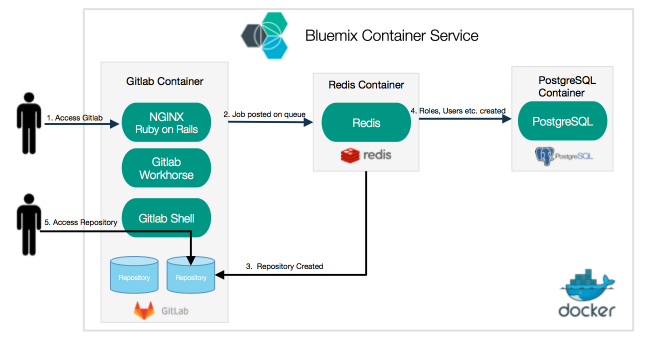 Bluemix Container Service
Gitlab Container
Redis Container
PostgreSQL
Container
1. Access Gitlab
NGINX
Ruby on Rails
2. Job posted on queue
Redis
4. Roles, Users etc. created
PostgreSQL
redis
PostgreSQL
Gitlab
Workhorse
5. Access Repository
Gitlab Shell
3. Repository Created
Repository
Repository
GitLab
docker